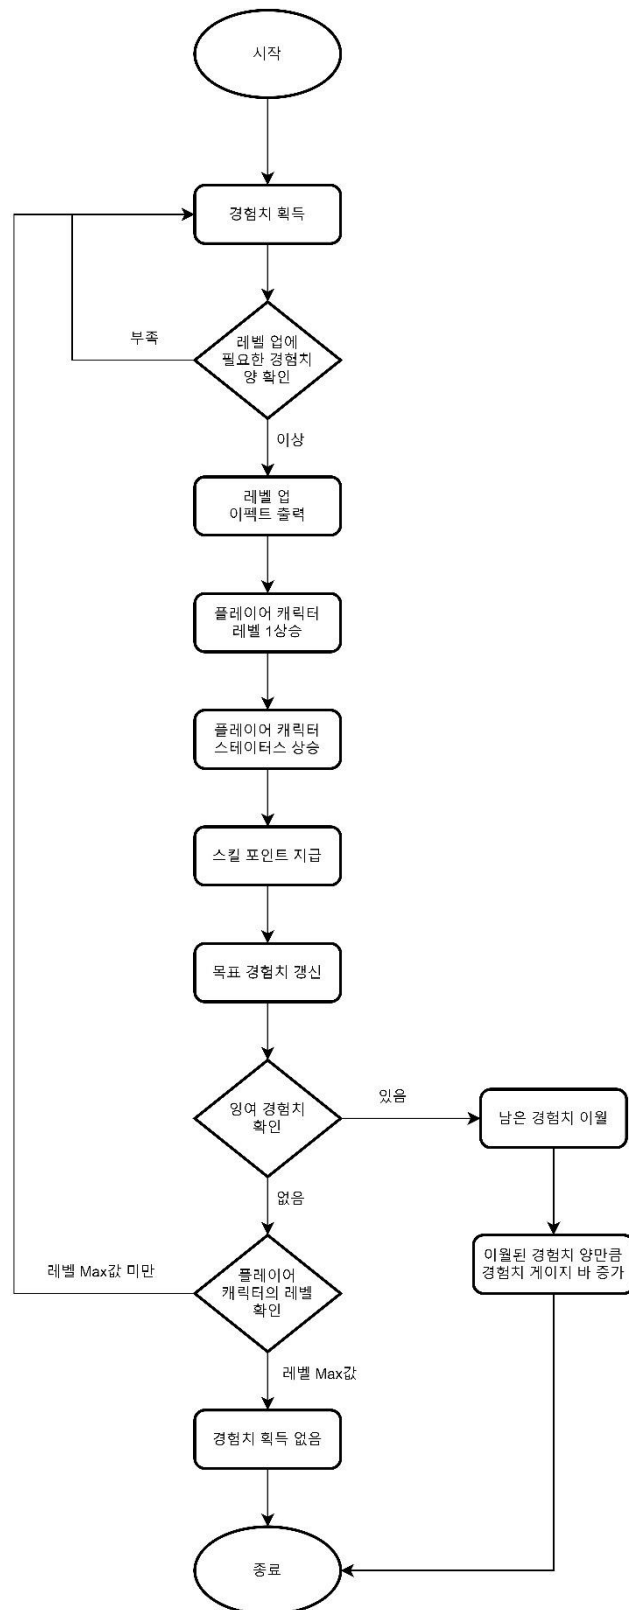 시작
경험치 획득
부족
레벨 업에
필요한 경험치
양 확인
이상
레벨 업
이펙트 출력
플레이어 캐릭터
레벨 1상승
플레이어 캐릭터
스테이터스 상승
스킬 포인트 지급
목표 경험치 갱신
잉여 경험치
확인
있음
남은 경험치 이월
없음
이월된 경험치 양만큼
경험치 게이지 바 증가
레벨 Max값 미만
플레이어
캐릭터의 레벨
확인
레벨 Max값
경험치 획득 없음
종료